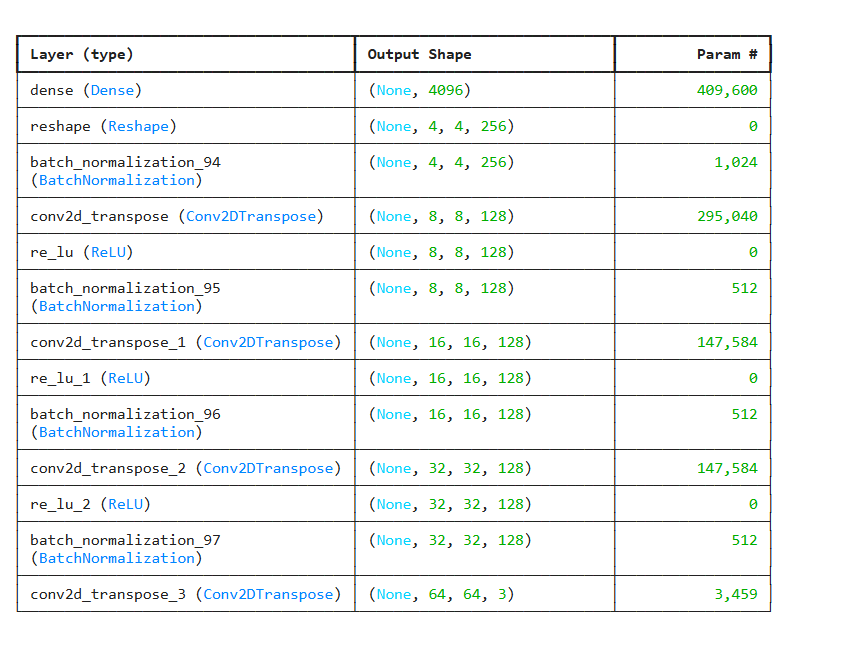 Layer (type) Output Shape Param #
dense (Dense) (None, 4096) 409,600
reshape (Reshape) (None, 4, 4, 256) 0
batch_normalization_94 (None, 4, 4, 256) 1,024
(BatchNormalization)
conv2d_transpose (Conv2DTranspose) (None, 8, 8, 128) 295,040
re_lu (ReLU) (None, 8, 8, 128) 0
batch_normalization_95 (None, 8, 8, 128) 512
(BatchNormalization)
conv2d_transpose_1 (Conv2DTranspose) (None, 16, 16, 128) 147,584
re_lu_1 (ReLU) (None, 16, 16, 128) 0
batch_normalization_96 (None, 16, 16, 128) 512
(BatchNormalization)
conv2d_transpose_2 (Conv2DTranspose) (None, 32, 32, 128) 147,584
re_lu_2 (ReLU) (None, 32, 32, 128) 0
batch_normalization_97 (None, 32, 32, 128) 512
(BatchNormalization)
conv2d_transpose_3 (Conv2DTranspose) (None, 64, 64, 3) 3,459